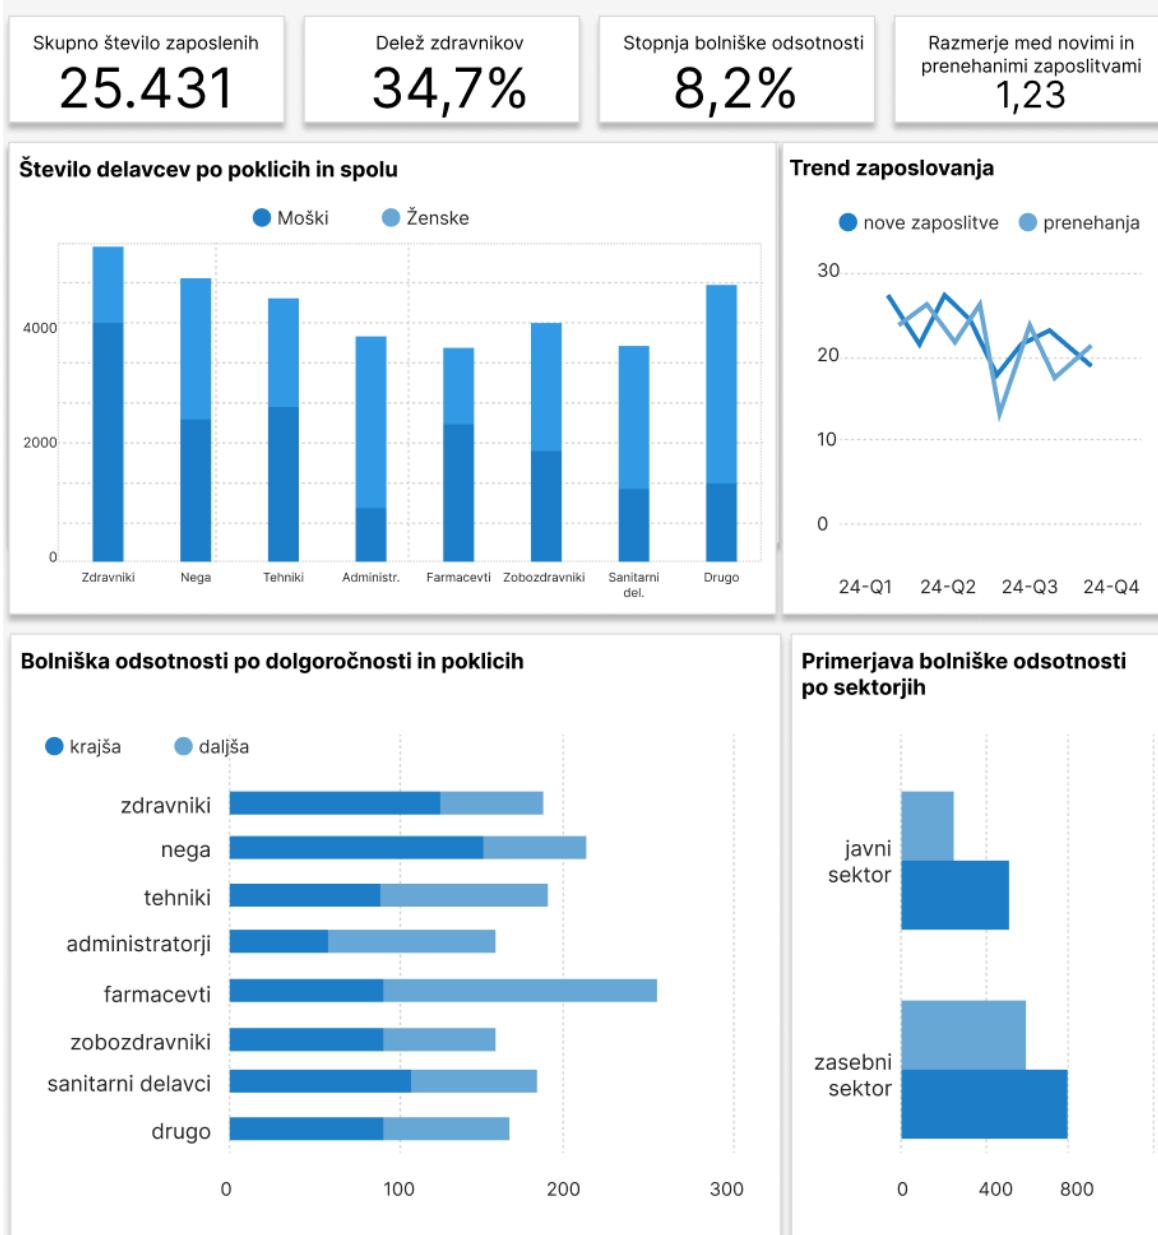 Skupno število zaposlenih
25.431
Delež zdravnikov
34,7%
Stopnja bolniške odsotnosti
8,2%
Razmerje med novimi in
prenehanimi zaposlitvami
1,23
Število delavcev po poklicih in spolu
Moški
Ženske
4000
2000
0
Zdravniki
Nega
Tehniki
Administr.
Farmacevti
Zobozdravniki
Sanitarni
del.
Drugo
Trend zaposlovanja
nove zaposlitve
prenehanja
30
20
10
0
24-Q1
24-Q2
24-Q3
24-Q4
Bolniška odsotnosti po dolgoročnosti in poklicih
krajša
daljša
zdravniki
nega
tehniki
administratorji
farmacevti
zobozdravniki
sanitarni delavci
drugo
0
100
200
300
Primerjava bolniške odsotnosti
po sektorjih
javni
sektor
zasebni
sektor
0
400
800